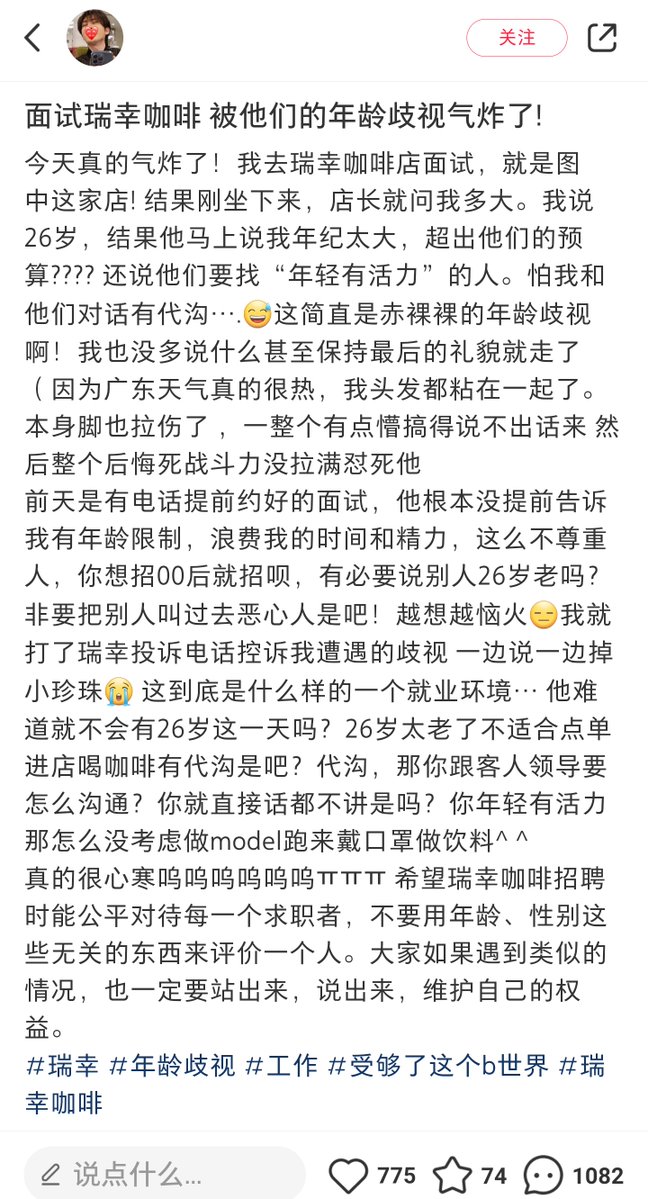 关注
面试瑞幸咖啡 被他们的年龄歧视气炸了!
今天真的气炸了！我去瑞幸咖啡店面试，就是图
中这家店! 结果刚坐下来，店长就问我多大。我说
26岁，结果他马上说我年纪太大，超出他们的预
算???? 还说他们要找“年轻有活力”的人。怕我和
他们对话有代沟….😅这简直是赤裸裸的年龄歧视
啊！我也没多说什么甚至保持最后的礼貌就走了
（因为广东天气真的很热，我头发都粘在一起了。
本身脚也拉伤了 ，一整个有点懵搞得说不出话来 然
后整个后悔死战斗力没拉满怼死他
前天是有电话提前约好的面试，他根本没提前告诉
我有年龄限制，浪费我的时间和精力，这么不尊重
人，你想招00后就招呗，有必要说别人26岁老吗？
非要把别人叫过去恶心人是吧！越想越恼火😑我就
打了瑞幸投诉电话控诉我遭遇的歧视 一边说一边掉
小珍珠😭 这到底是什么样的一个就业环境… 他难
道就不会有26岁这一天吗？26岁太老了不适合点单
进店喝咖啡有代沟是吧？代沟，那你跟客人领导要
怎么沟通？你就直接话都不讲是吗？你年轻有活力
那怎么没考虑做model跑来戴口罩做饮料^ ^
真的很心寒呜呜呜呜呜呜ㅠㅠㅠ 希望瑞幸咖啡招聘
时能公平对待每一个求职者，不要用年龄、性别这
些无关的东西来评价一个人。大家如果遇到类似的
情况，也一定要站出来，说出来，维护自己的权
益。
#瑞幸 #年龄歧视 #工作 #受够了这个b世界 #瑞
幸咖啡
说点什么... 775 74 1082